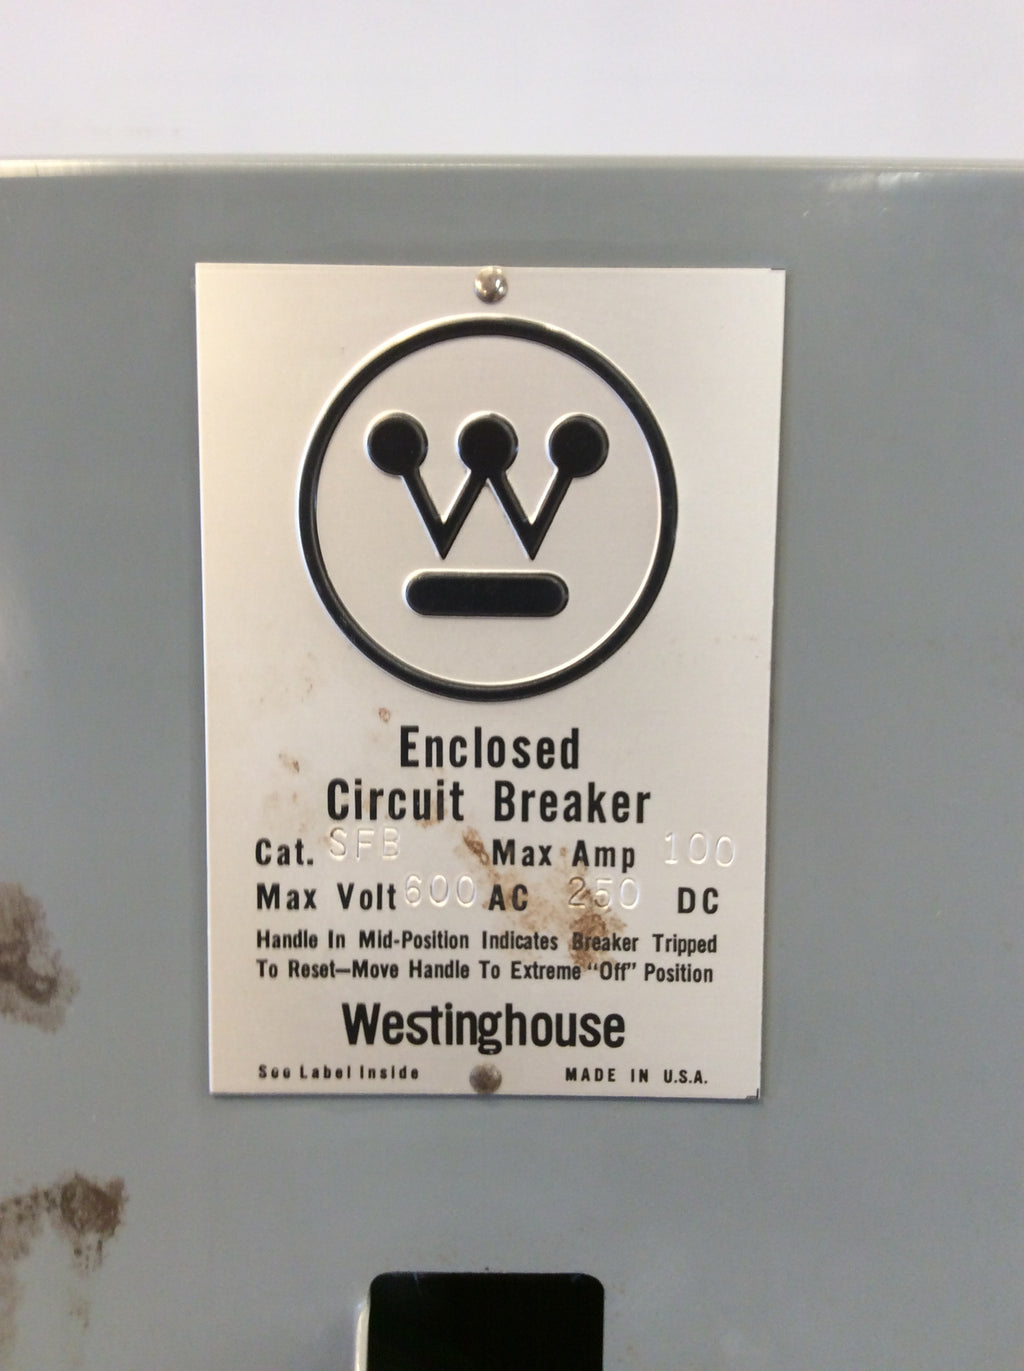 W
Enclosed
Circuit Breaker
Cat. SFB Max Amp 100
Max Volt 600 AC 250 DC
Handle In Mid-Position Indicates Breaker Tripped
To Reset—Move Handle To Extreme “Off” Position
Westinghouse
See Label Inside MADE IN U.S.A.